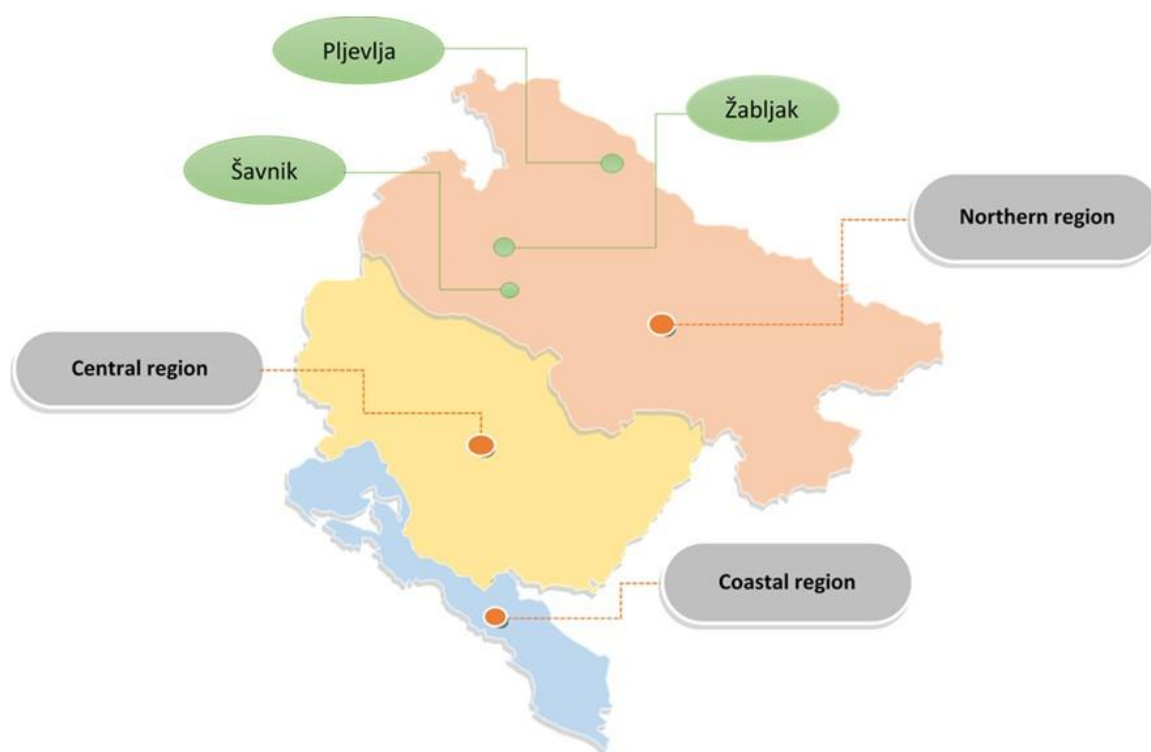 Pljevlja
Žabljak
Šavnik
Northern region
Central region
Coastal region